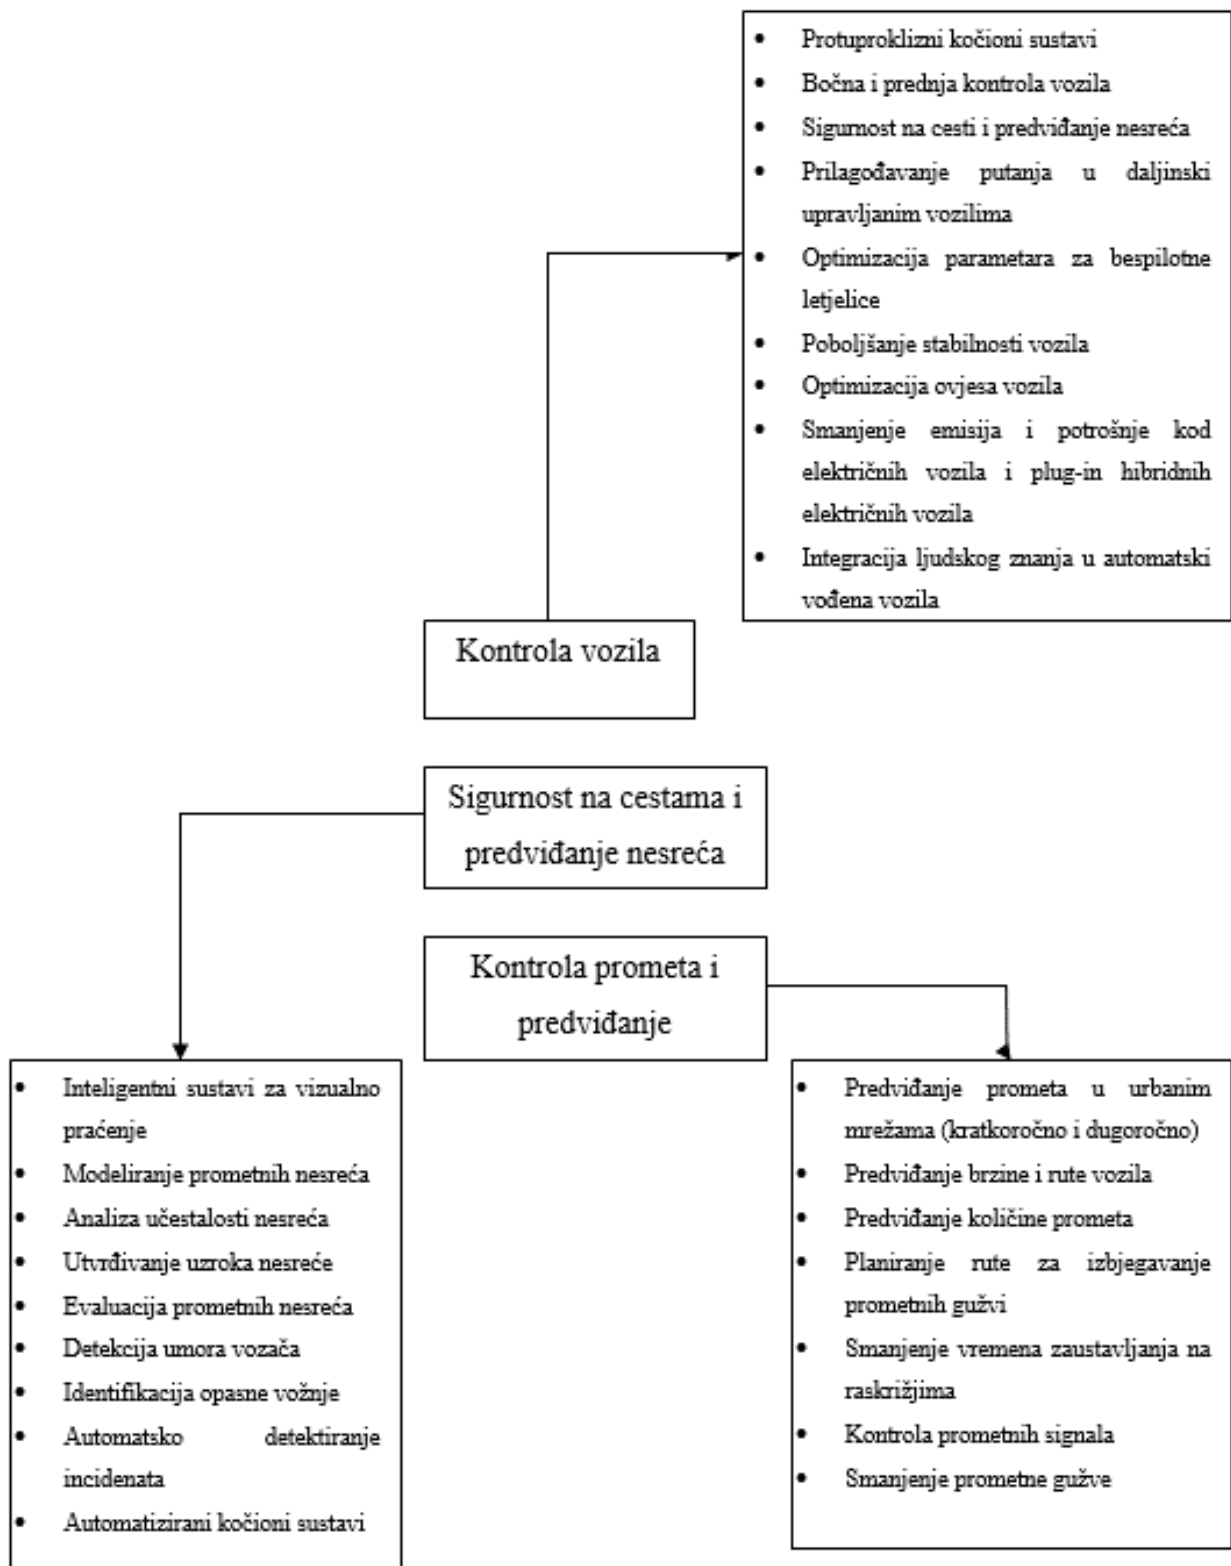 • Protuproklizni kočioni sustavi
• Bočna i prednja kontrola vozila
• Sigurnost na cesti i predviđanje nesreća
• Prilagođavanje putanja u daljinski
upravljanim vozilima
• Optimizacija parametara za bespilotne
letjelice
• Poboljšanje stabilnosti vozila
• Optimizacija ovjesa vozila
• Smanjenje emisija i potrošnje kod
električnih vozila i plug-in hibridnih
električnih vozila
• Integracija ljudskog znanja u automatski
vođena vozila
Kontrola vozila
Sigurnost na cestama i
predviđanje nesreća
Kontrola prometa i
predviđanje
• Inteligentni sustavi za vizualno
praćenje
• Modeliranje prometnih nesreća
• Analiza učestalosti nesreća
• Utvrđivanje uzroka nesreće
• Evaluacija prometnih nesreća
• Detekcija umora vozača
• Identifikacija opasne vožnje
• Automatsko detektiranje
incidenata
• Automatizirani kočioni sustavi
• Predviđanje prometa u urbanim
mrežama (kratkoročno i dugoročno)
• Predviđanje brzine i rute vozila
• Predviđanje količine prometa
• Planiranje rute za izbjegavanje
prometnih gužvi
• Smanjenje vremena zaustavljanja na
raskrižjima
• Kontrola prometnih signala
• Smanjenje prometne gužve